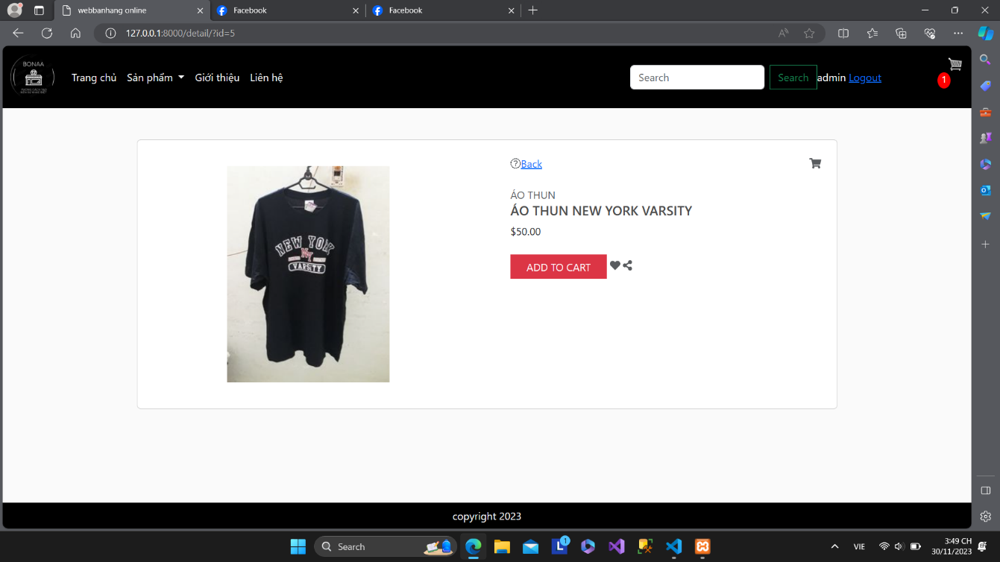 webbanhang online
Facebook
Facebook
127.0.0.1:8000/detail/?id=5
BONAA
Trang chủ
Sản phẩm
Giới thiệu
Liên hệ
Search
Search
admin Logout
1
Back
ÁO THUN
ÁO THUN NEW YORK VARSITY
$50.00
ADD TO CART
NEW YORK
NY
VARSITY
copyright 2023
Search
1
VIE
3:49 CH
30/11/2023